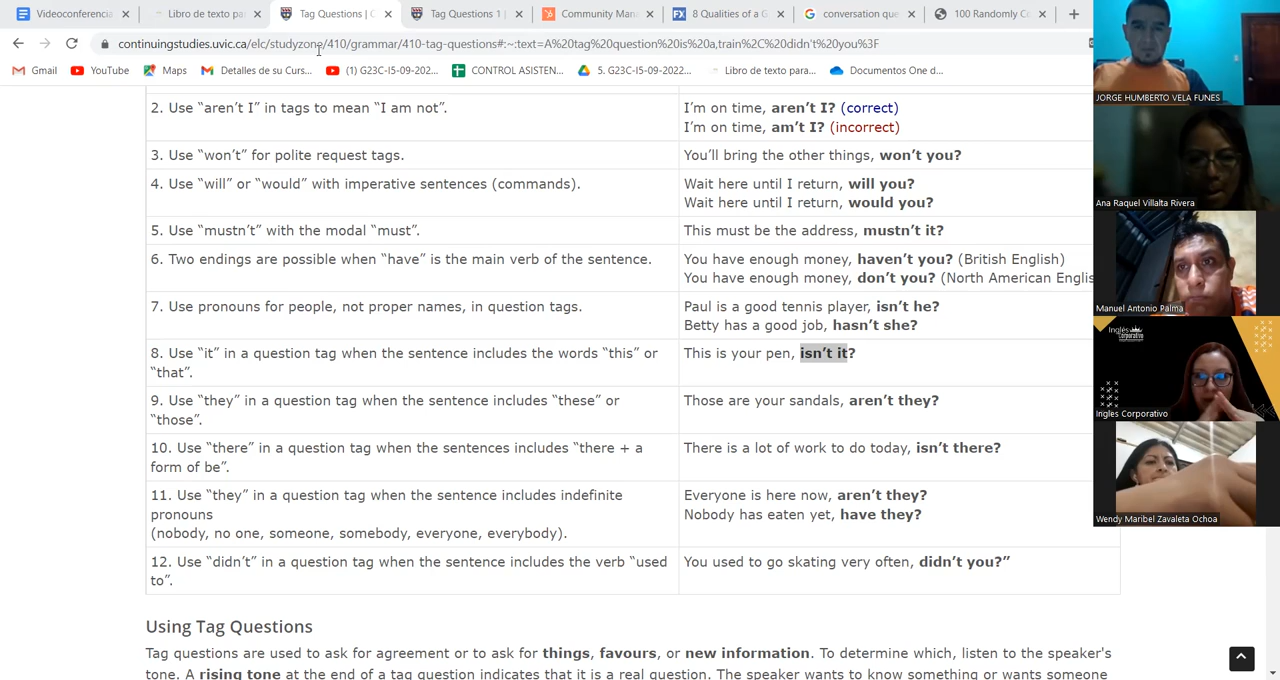 Videoconferencia
Libro de texto pa
Tag Questions | C
Tag Questions 1 |
Community Man
8 Qualities of a G
conversation que
100 Randomly C
continuingstudies.uvic.ca/elc/studyzone/410/grammar/410-tag-questions#:~:text=A%20tag%20question%20is%20a,train%2C%20didn't%20you%3F
Gmail
YouTube
Maps
Detalles de su Curs...
(1) G23C-I5-09-202...
CONTROL ASISTEN...
5. G23C-I5-09-2022...
Libro de texto para...
Documentos One d...
2. Use “aren’t I” in tags to mean “I am not”.
I’m on time, aren’t I? (correct)
I’m on time, am’t I? (incorrect)
3. Use “won’t” for polite request tags.
You’ll bring the other things, won’t you?
4. Use “will” or “would” with imperative sentences (commands).
Wait here until I return, will you?
Wait here until I return, would you?
5. Use “mustn’t” with the modal “must”.
This must be the address, mustn’t it?
6. Two endings are possible when “have” is the main verb of the sentence.
You have enough money, haven’t you? (British English)
You have enough money, don’t you? (North American Englis
7. Use pronouns for people, not proper names, in question tags.
Paul is a good tennis player, isn’t he?
Betty has a good job, hasn’t she?
8. Use “it” in a question tag when the sentence includes the words “this” or
“that”.
This is your pen, isn’t it?
9. Use “they” in a question tag when the sentence includes “these” or
“those”.
Those are your sandals, aren’t they?
10. Use “there” in a question tag when the sentences includes “there + a
form of be”.
There is a lot of work to do today, isn’t there?
11. Use “they” in a question tag when the sentence includes indefinite
pronouns
(nobody, no one, someone, somebody, everyone, everybody).
Everyone is here now, aren’t they?
Nobody has eaten yet, have they?
12. Use “didn’t” in a question tag when the sentence includes the verb “used
to”.
You used to go skating very often, didn’t you?”
Using Tag Questions
Tag questions are used to ask for agreement or to ask for things, favours, or new information. To determine which, listen to the speaker's
tone. A rising tone at the end of a tag question indicates that it is a real question. The speaker wants to know something or wants someone
JORGE HUMBERTO VELA FUNES
Ana Raquel Villalta Rivera
Manuel Antonio Palma
Inglés
Corporativo
Ingles Corporativo
Wendy Maribel Zavaleta Ochoa